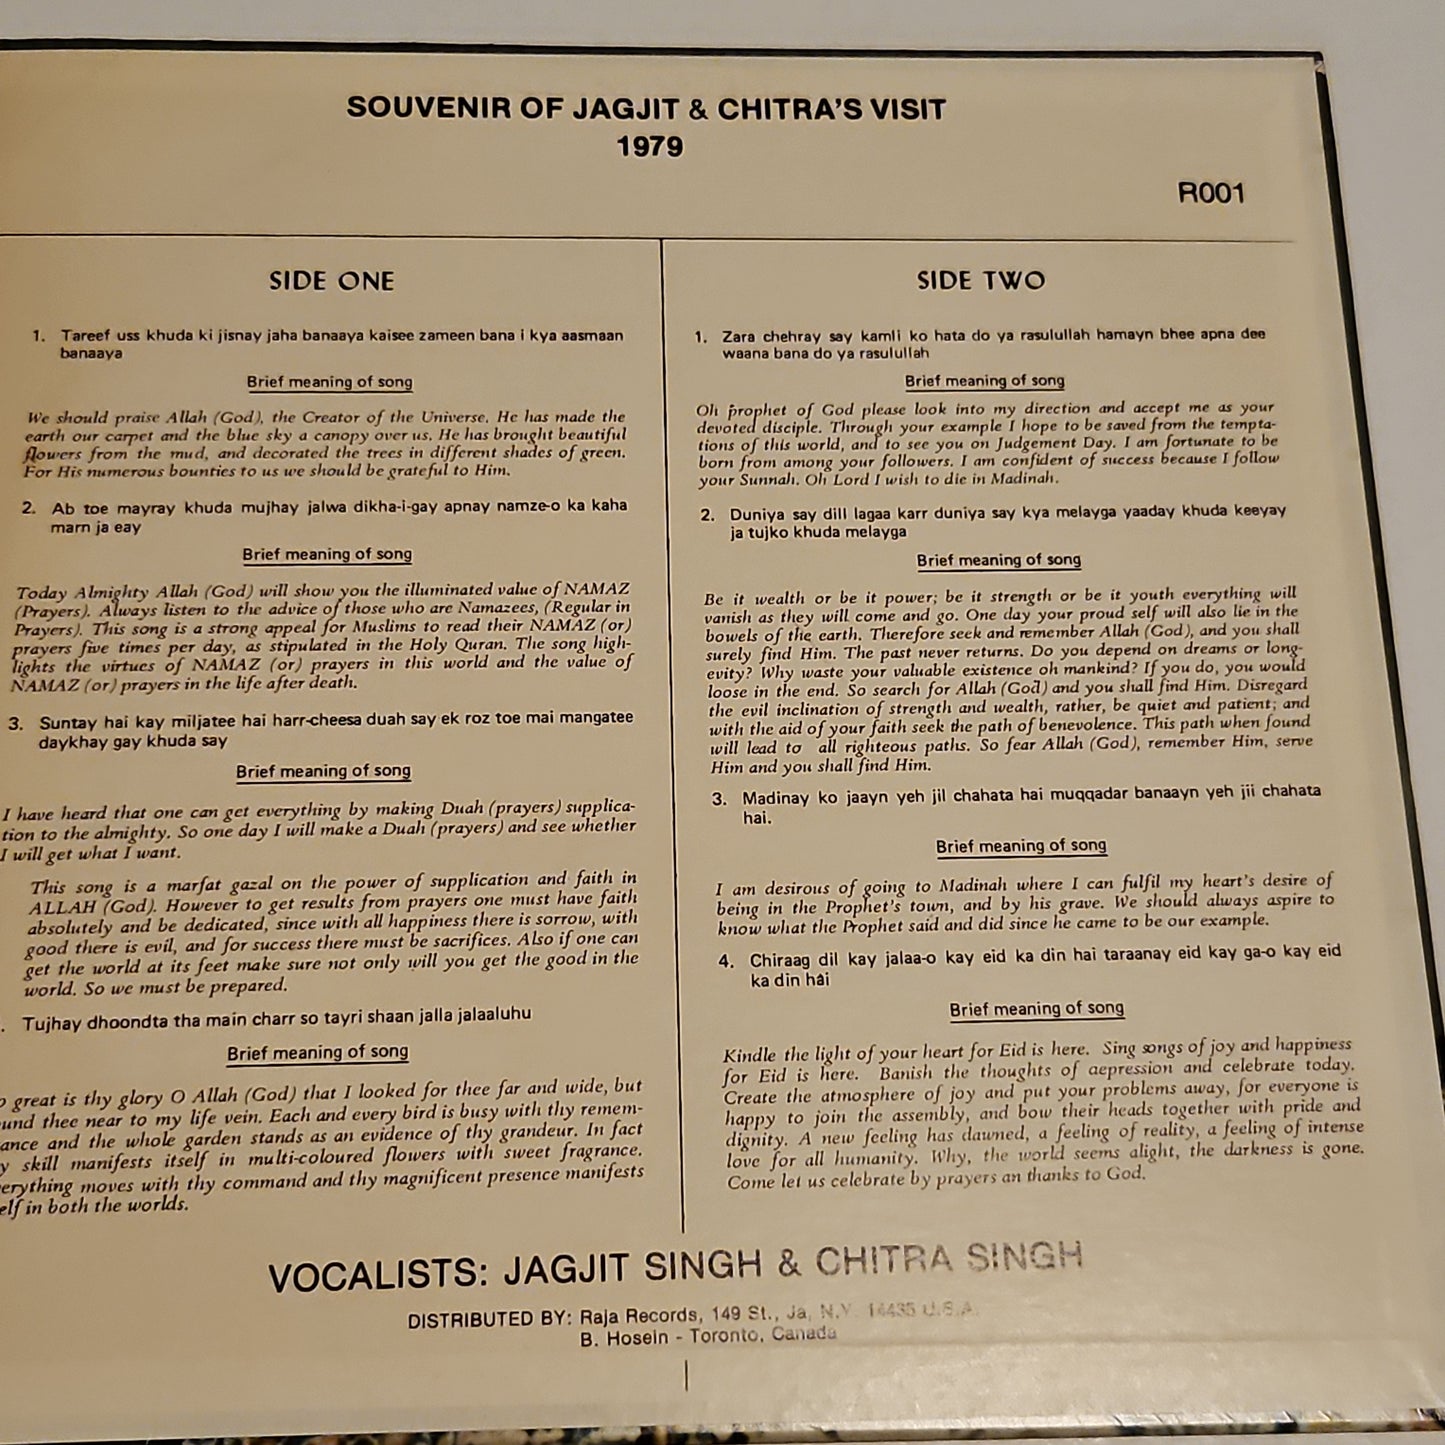 SOUVENIR OF JAGJIT & CHITRA'S VISIT
1979
R001
SIDE ONE
1. Tareef uss khuda ki jisnay jaha banaaya kaisee zameen bana i kya aasmaan
banaaya
Brief meaning of song
We should praise Allah (God), the Creator of the Universe. He has made the
earth our carpet and the blue sky a canopy over us. He has brought beautiful
flowers from the mud, and decorated the trees in different shades of green.
For His numerous bounties to us we should be grateful to Him.
2. Ab toe mayray khuda mujhay jalwa dikha-i-gay apnay namze-o ka kaha
marn ja eay
Brief meaning of song
Today Almighty Allah (God) will show you the illuminated value of NAMAZ
(Prayers). Always listen to the advice of those who are Namazees, (Regular in
Prayers). This song is a strong appeal for Muslims to read their NAMAZ (or)
prayers five times per day, as stipulated in the Holy Quran. The song high-
lights the virtues of NAMAZ (or) prayers in this world and the value of
NAMAZ (or) prayers in the life after death.
3. Suntay hai kay miljatee hai harr-cheesa duah say ek roz toe mai mangatee
daykhay gay khuda say
Brief meaning of song
I have heard that one can get everything by making Duah (prayers) supplica-
tion to the almighty. So one day I will make a Duah (prayers) and see whether
I will get what I want.
This song is a marfat gazal on the power of supplication and faith in
ALLAH (God). However to get results from prayers one must have faith
absolutely and be dedicated, since with all happiness there is sorrow, with
good there is evil, and for success there must be sacrifices. Also if one can
get the world at its feet make sure not only will you get the good in the
world. So we must be prepared.
. Tujhay dhoondta tha main charr so tayri shaan jalla jalaaluhu
Brief meaning of song
o great is thy glory O Allah (God) that I looked for thee far and wide, but
und thee near to my life vein. Each and every bird is busy with thy remem-
ance and the whole garden stands as an evidence of thy grandeur. In fact
y skill manifests itself in multi-coloured flowers with sweet fragrance.
erything moves with thy command and thy magnificent presence manifests
elf in both the worlds.
SIDE TWO
1. Zara chehray say kamli ko hata do ya rasulullah hamayn bhee apna dee
waana bana do ya rasulullah
Brief meaning of song
Oh prophet of God please look into my direction and accept me as your
devoted disciple. Through your example I hope to be saved from the tempta-
tions of this world, and to see you on Judgement Day. I am fortunate to be
born from among your followers. I am confident of success because I follow
your Sunnah. Oh Lord I wish to die in Madinah.
2. Duniya say dill lagaa karr duniya say kya melayga yaaday khuda keeyay
ja tujko khuda melayga
Brief meaning of song
Be it wealth or be it power; be it strength or be it youth everything will
vanish as they will come and go. One day your proud self will also lie in the
bowels of the earth. Therefore seek and remember Allah (God), and you shall
surely find Him. The past never returns. Do you depend on dreams or long-
evity? Why waste your valuable existence oh mankind? If you do, you would
loose in the end. So search for Allah (God) and you shall find Him. Disregard
the evil inclination of strength and wealth, rather, be quiet and patient; and
with the aid of your faith seek the path of benevolence. This path when found
will lead to all righteous paths. So fear Allah (God), remember Him, serve
Him and you shall find Him.
3. Madinay ko jaayn yeh jil chahata hai muqqadar banaayn yeh jii chahata
hai.
Brief meaning of song
I am desirous of going to Madinah where I can fulfil my heart's desire of
being in the Prophet's town, and by his grave. We should always aspire to
know what the Prophet said and did since he came to be our example.
4. Chiraag dil kay jalaa-o kay eid ka din hai taraanay eid kay ga-o kay eid
ka din hai
Brief meaning of song
Kindle the light of your heart for Eid is here. Sing songs of joy and happiness
for Eid is here. Banish the thoughts of aepression and celebrate today.
Create the atmosphere of joy and put your problems away, for everyone is
happy to join the assembly, and bow their heads together with pride and
dignity. A new feeling has dawned, a feeling of reality, a feeling of intense
love for all humanity. Why, the world seems alight, the darkness is gone.
Come let us celebrate by prayers an thanks to God.
VOCALISTS: JAGJIT SINGH & CHITRA SINGH
DISTRIBUTED BY: Raja Records, 149 St., Ja, N.Y. 14435 U.S.A.
B. Hosein - Toronto, Canada